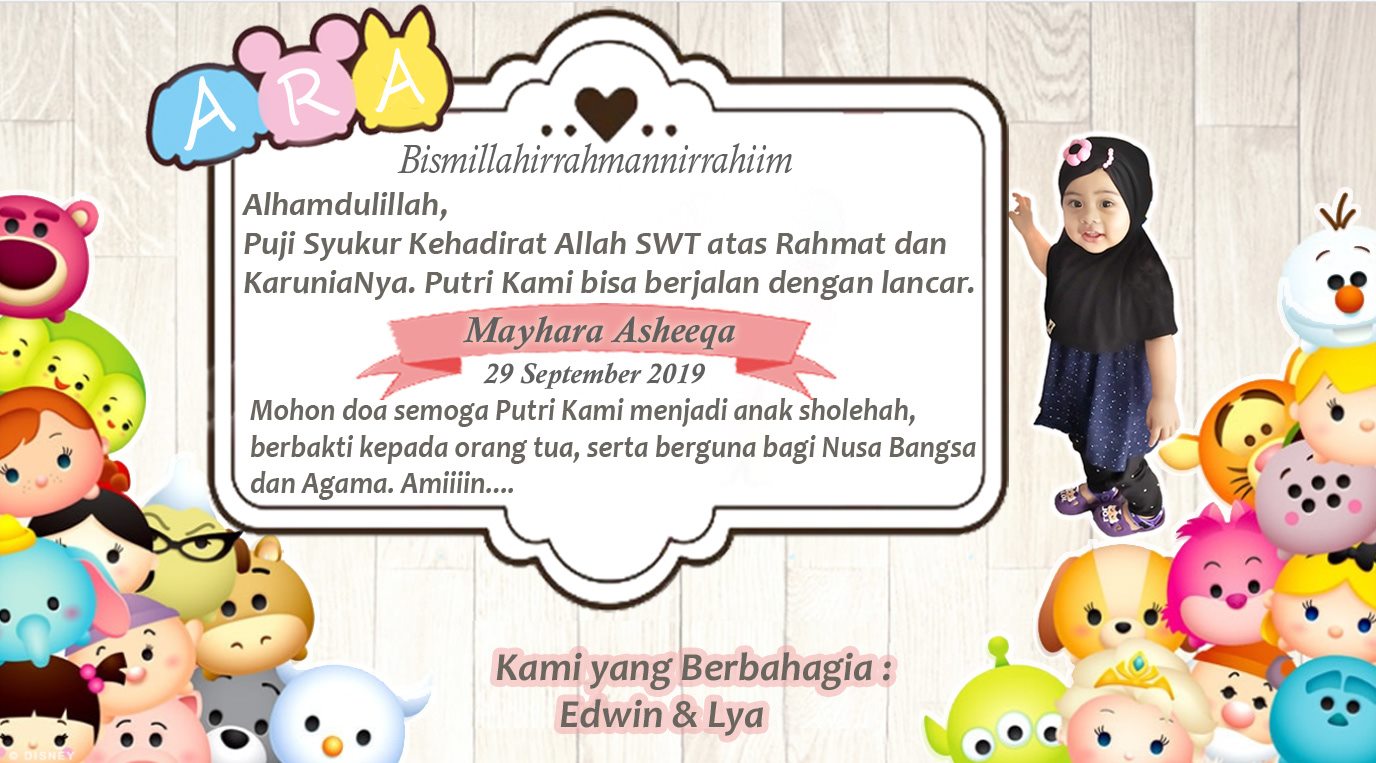 ARA
Bismillahirrahmannirrahiim
Alhamdulillah,
Puji Syukur Kehadirat Allah SWT atas Rahmat dan
KaruniaNya. Putri Kami bisa berjalan dengan lancar.
Mayhara Asheeqa
29 September 2019
Mohon doa semoga Putri Kami menjadi anak sholehah,
berbakti kepada orang tua, serta berguna bagi Nusa Bangsa
dan Agama. Amiiiin....
Kami yang Berbahagia :
Edwin & Lya
© DISNEY